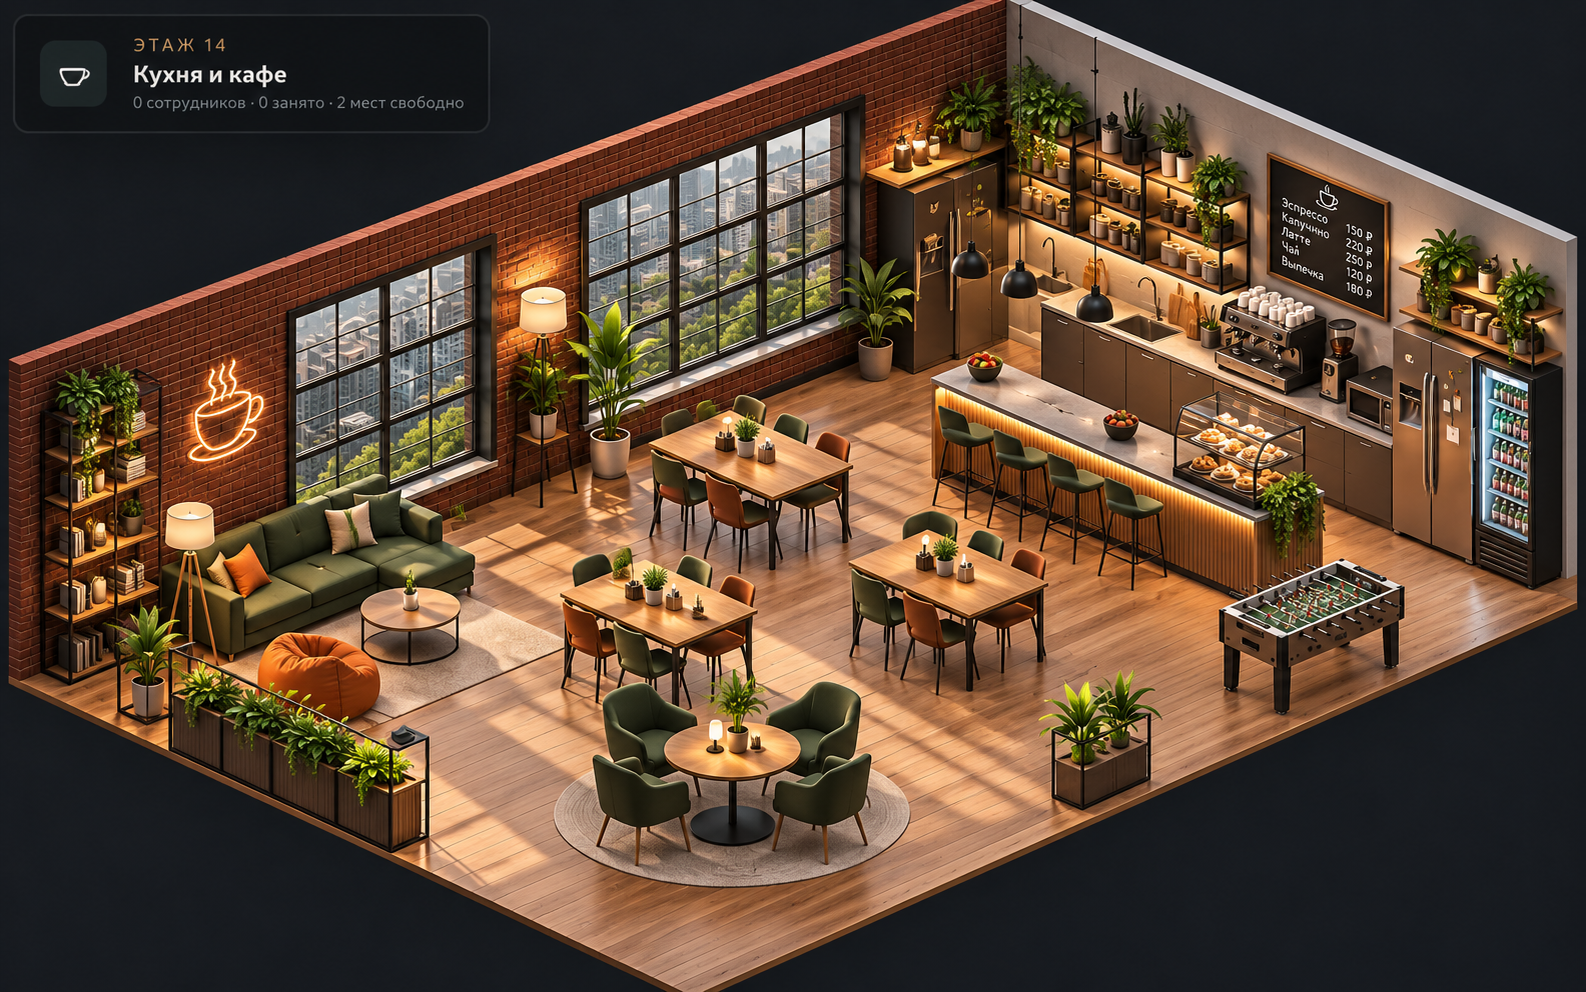 ЭТАЖ 14
Кухня и кафе
0 сотрудников · 0 занято · 2 мест свободно
Эспрессо 150 ₽
Капучино 220 ₽
Латте 250 ₽
Чай 120 ₽
Выпечка 180 ₽